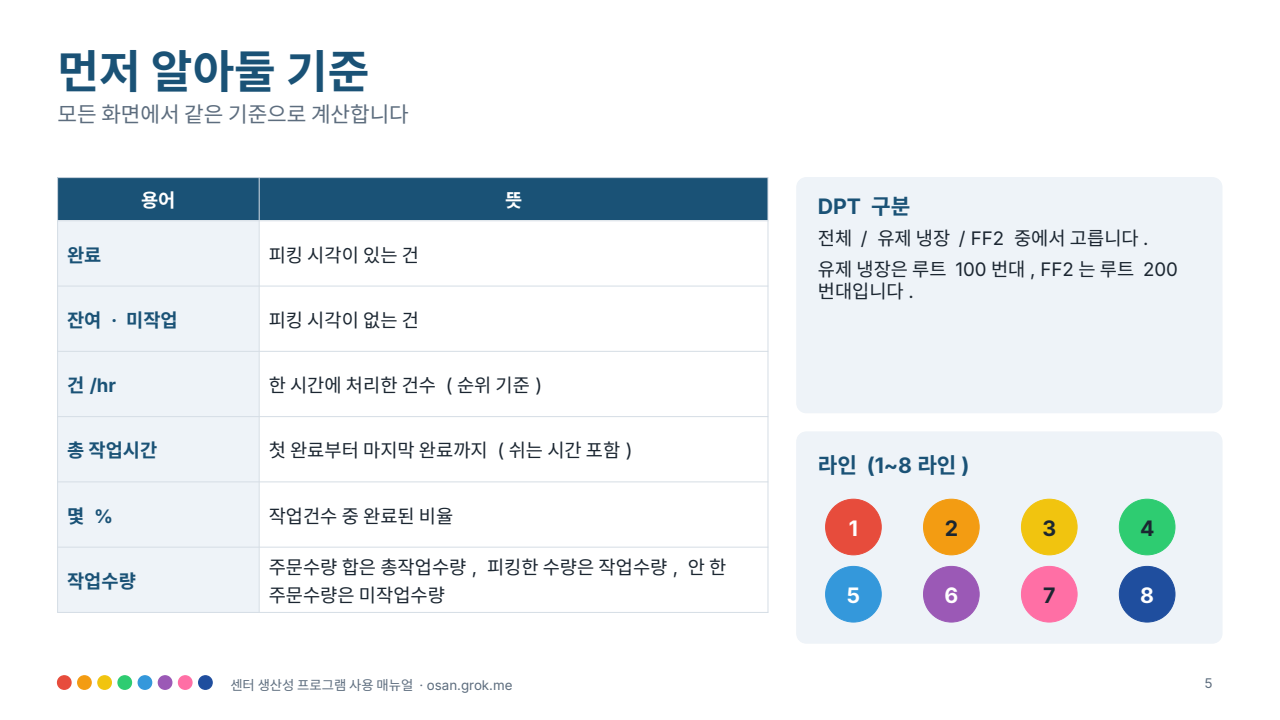 먼저 알아둘 기준
모든 화면에서 같은 기준으로 계산합니다
용어 뜻
완료 피킹 시각이 있는 건
잔여 · 미작업 피킹 시각이 없는 건
건 /hr 한 시간에 처리한 건수 ( 순위 기준 )
총 작업시간 첫 완료부터 마지막 완료까지 ( 쉬는 시간 포함 )
몇 % 작업건수 중 완료된 비율
작업수량 주문수량 합은 총작업수량 , 피킹한 수량은 작업수량 , 안 한
주문수량은 미작업수량
DPT 구분
전체 / 유제 냉장 / FF2 중에서 고릅니다 .
유제 냉장은 루트 100 번대 , FF2 는 루트 200
번대입니다 .
라인 (1~8 라인 )
1 2 3 4
5 6 7 8
센터 생산성 프로그램 사용 매뉴얼 · osan.grok.me
5